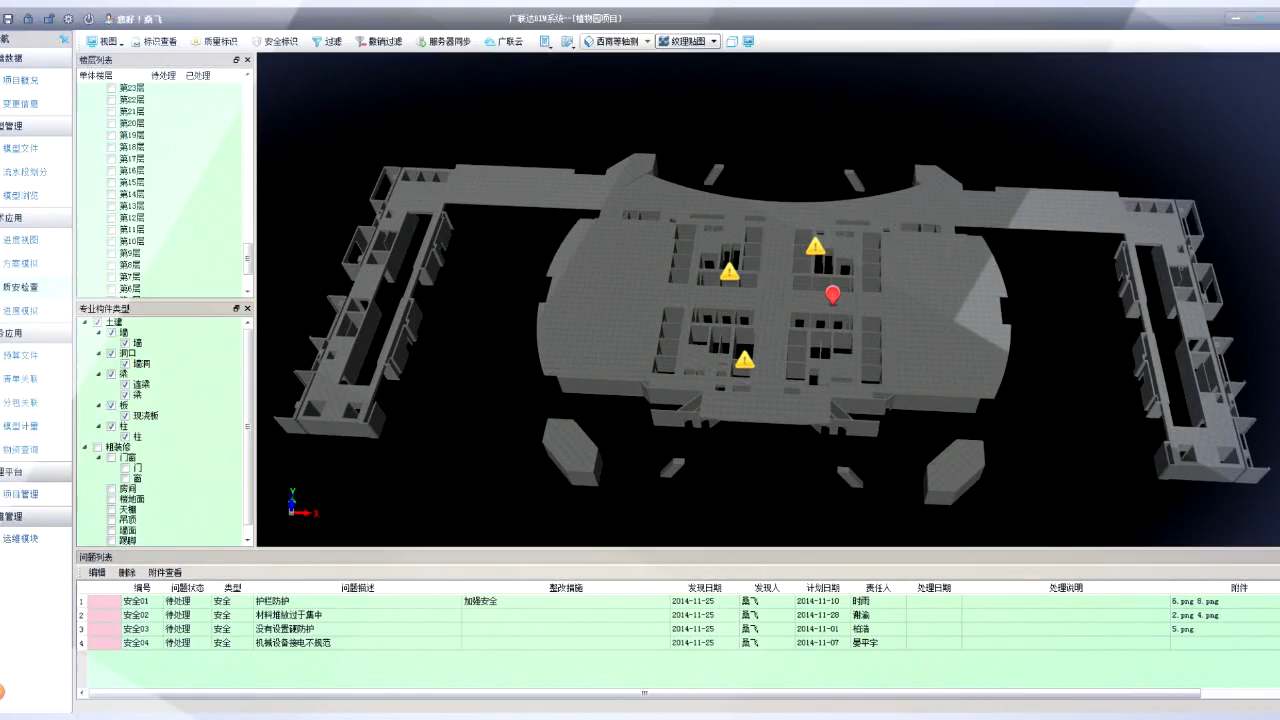 您好！桑飞
广联达BIM系统--[植物园项目]
视图 标识查看 质量标识 安全标识 过滤 撤销过滤 服务器同步 广联云 西南等轴测 纹理贴图
项目概况
变更信息
模型文件
流水段划分
模型浏览
进度视图
方案模拟
质安检查
进度模拟
预算文件
清单关联
分包关联
模型计量
物资查询
项目管理
运维模块
楼层列表
单体楼层 待处理 已处理
第23层
第22层
第21层
第20层
第19层
第18层
第17层
第16层
第15层
第14层
第13层
第12层
第11层
第10层
第9层
第8层
第7层
专业构件类型
土建
墙
墙
洞口
墙洞
梁
连梁
梁
板
现浇板
柱
柱
粗装修
门窗
门
窗
房间
楼地面
天棚
吊顶
墙面
踢脚
Y
X
问题列表
编辑 删除 附件查看
编号 问题状态 类型 问题描述 整改措施 发现日期 发现人 计划日期 责任人 处理日期 处理说明 附件
1 安全01 待处理 安全 护栏防护 加强安全 2014-11-25 桑飞 2014-11-10 时雨 6.png 8.png
2 安全02 待处理 安全 材料堆放过于集中 2014-11-25 桑飞 2014-11-28 谢渝 2.png 4.png
3 安全03 待处理 安全 没有设置硬防护 2014-11-25 桑飞 2014-11-01 柏洁 5.png
4 安全04 待处理 安全 机械设备接电不规范 2014-11-25 桑飞 2014-11-07 晏平宇